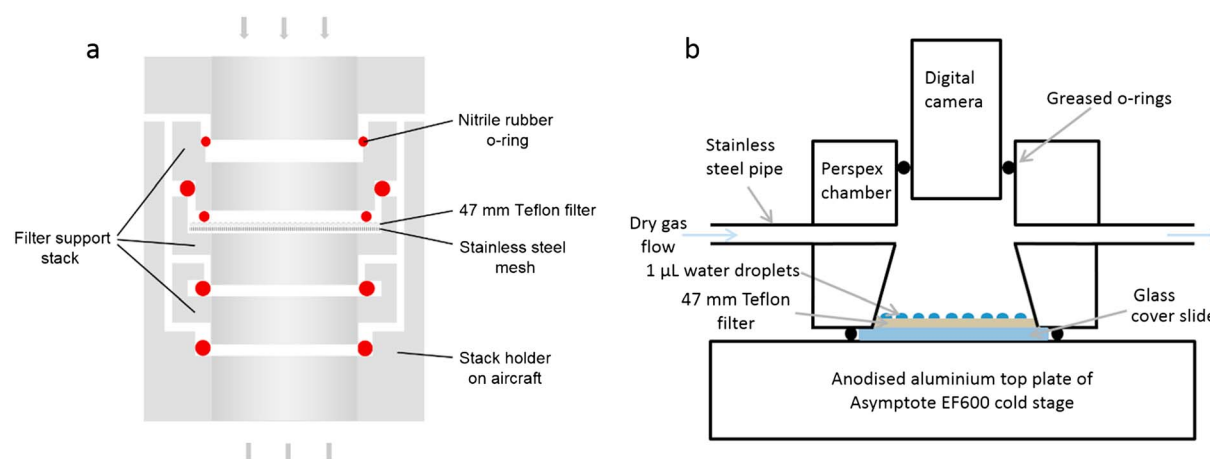 a
Nitrile rubber
o-ring
47 mm Teflon filter
Stainless steel
mesh
Filter support
stack
Stack holder
on aircraft
b
Digital
camera
Greased o-rings
Stainless
steel pipe
Perspex
chamber
Dry gas
flow
1 µL water droplets
47 mm Teflon
filter
Glass
cover slide
Anodised aluminium top plate of
Asymptote EF600 cold stage